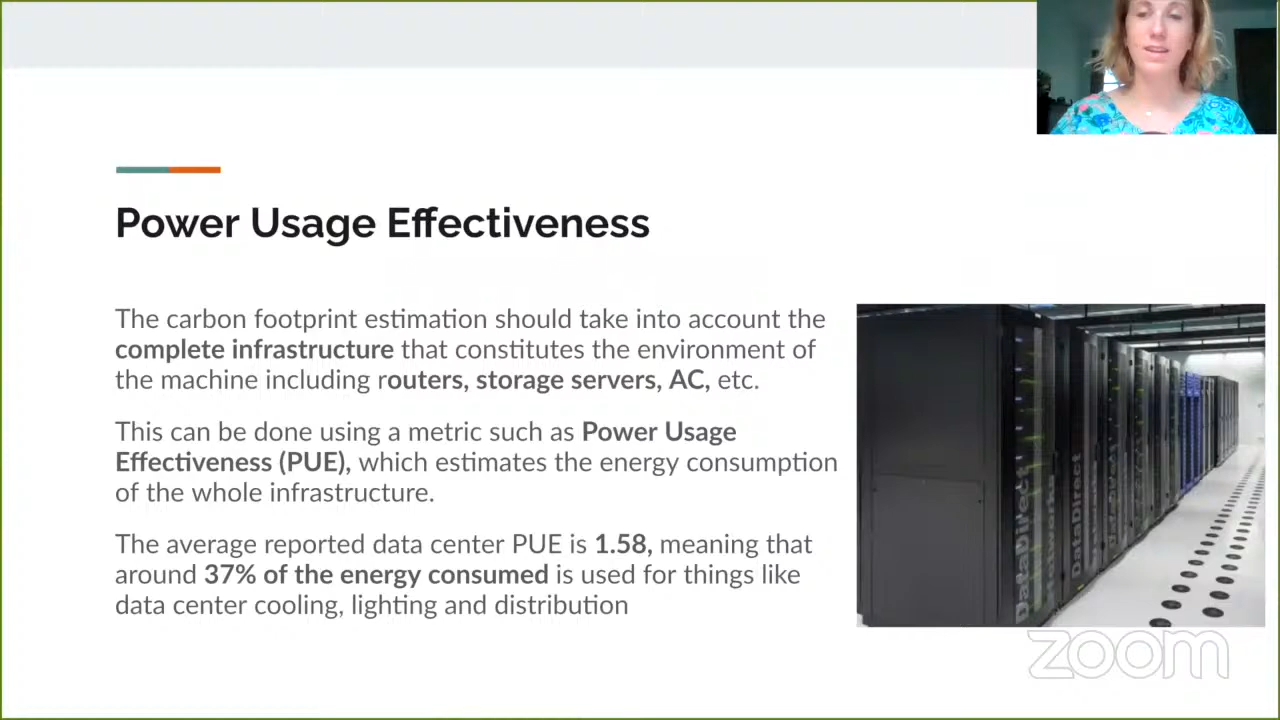 Power Usage Effectiveness
The carbon footprint estimation should take into account the
complete infrastructure that constitutes the environment of
the machine including routers, storage servers, AC, etc.
This can be done using a metric such as Power Usage
Effectiveness (PUE), which estimates the energy consumption
of the whole infrastructure.
The average reported data center PUE is 1.58, meaning that
around 37% of the energy consumed is used for things like
data center cooling, lighting and distribution
DataDirect
Networks
DataDirect
zoom